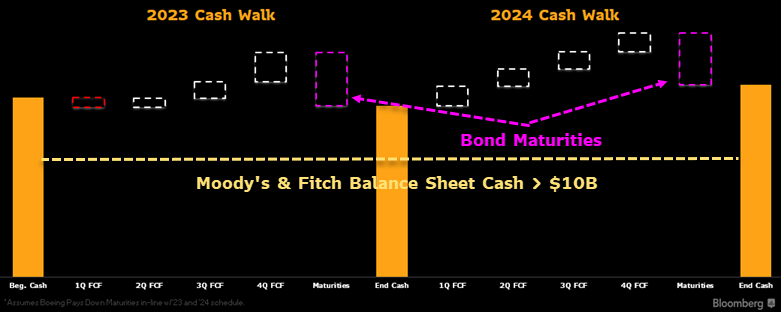 2023 Cash Walk
2024 Cash Walk
Bond Maturities
Moody's & Fitch Balance Sheet Cash > $10B
Beg. Cash 1Q FCF 2Q FCF 3Q FCF 4Q FCF Maturities End Cash 1Q FCF 2Q FCF 3Q FCF 4Q FCF Maturities End Cash
*Assumes Boeing Pays Down Maturities in-line w/'23 and '24 schedule.
Bloomberg